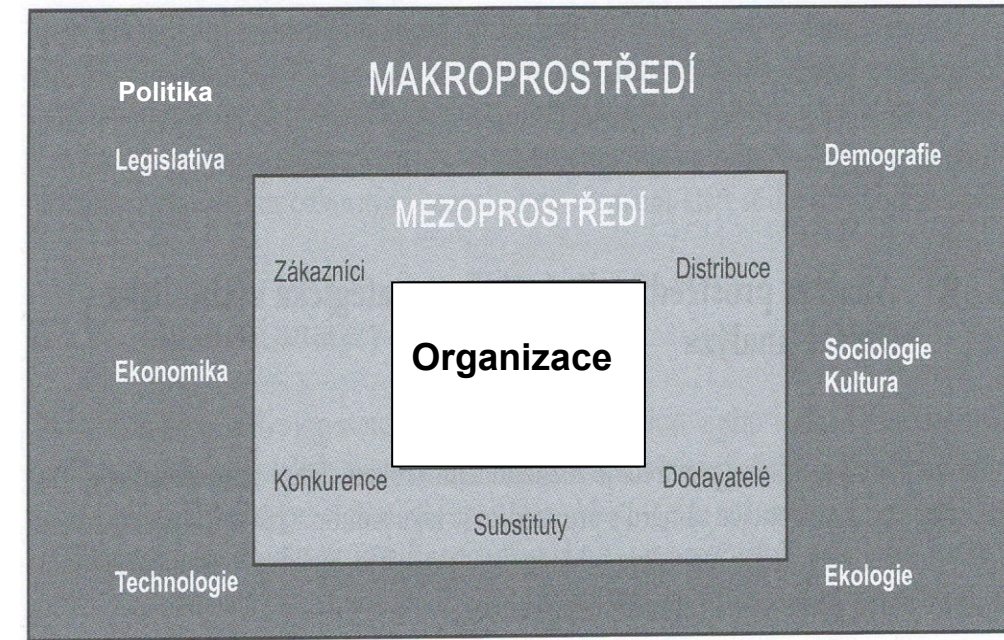 MAKROPROSTŘEDÍ
Politika
Legislativa
Demografie
MEZOPROSTŘEDÍ
Zákazníci
Distribuce
Organizace
Ekonomika
Sociologie
Kultura
Konkurence
Dodavatelé
Substituty
Technologie
Ekologie